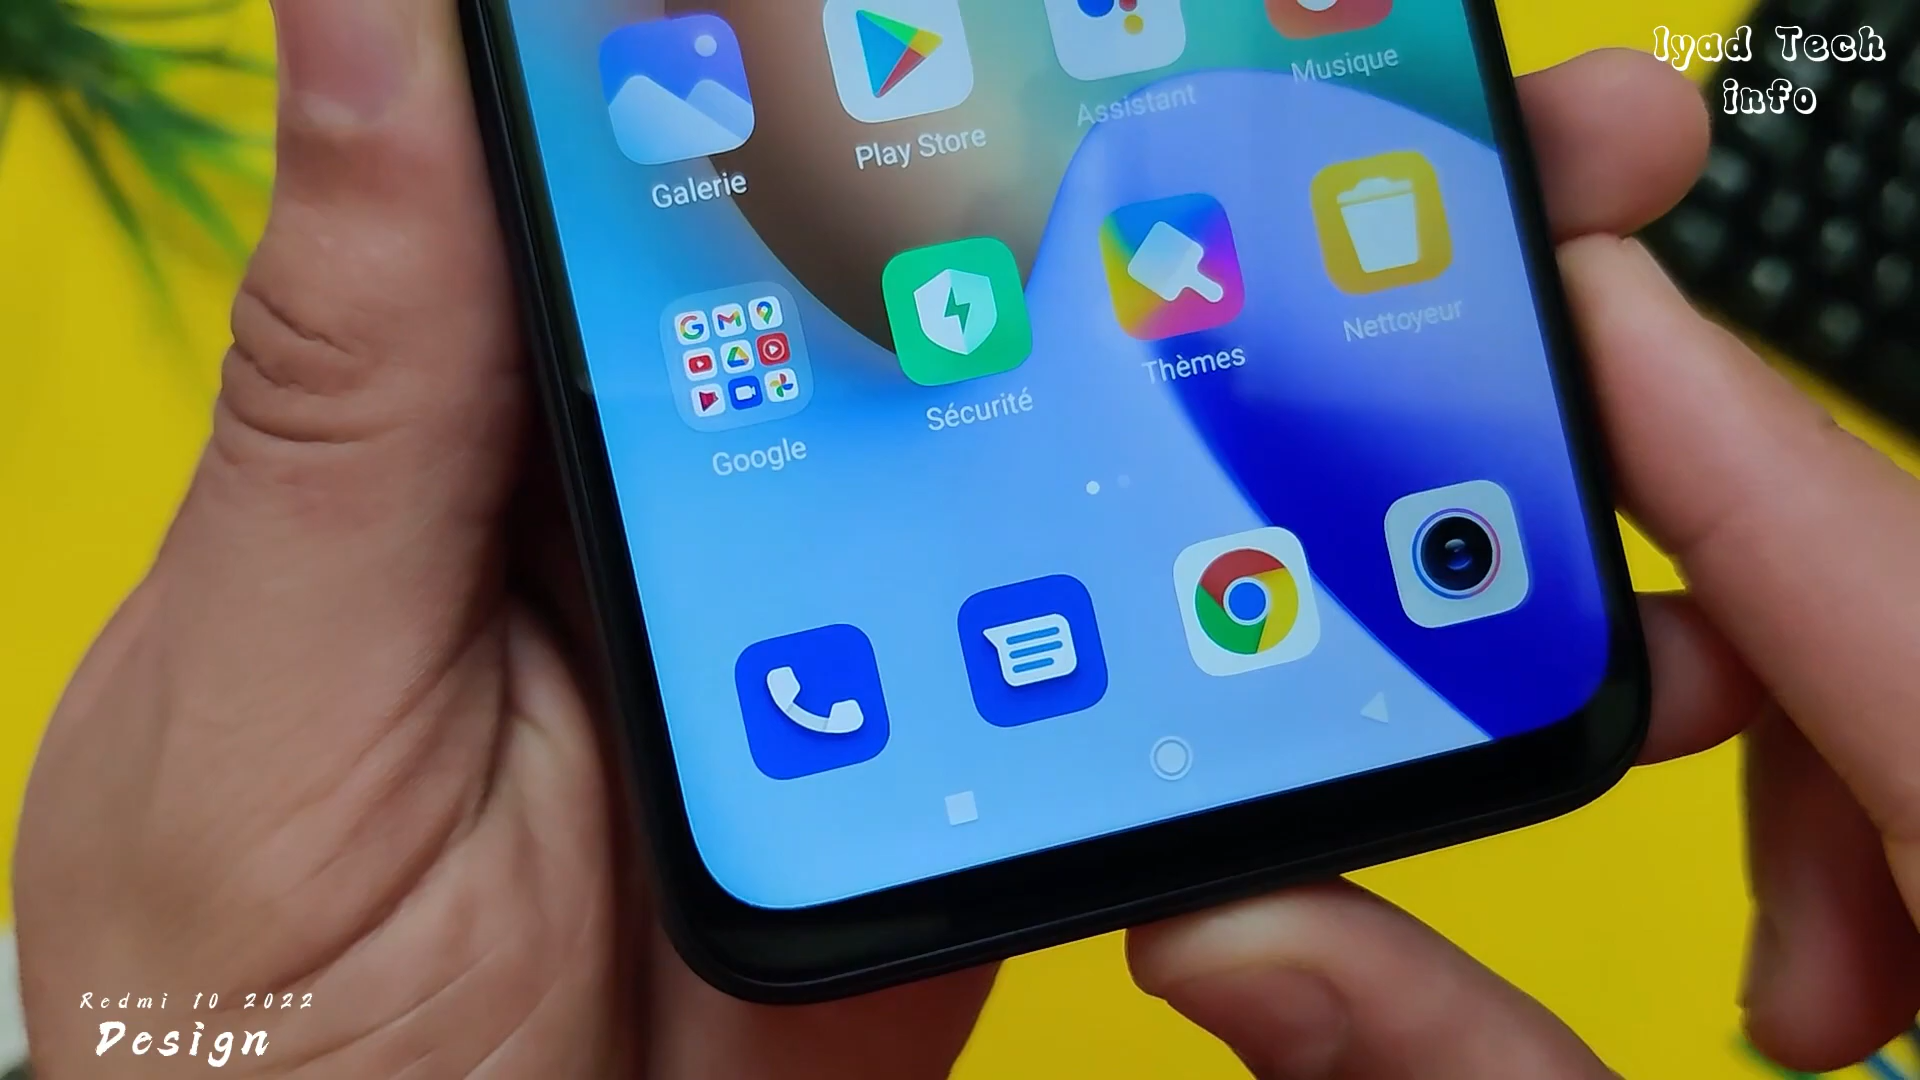 Iyad Tech
info
Musique
Assistant
Play Store
Galerie
Nettoyeur
Thèmes
Sécurité
Google
Redmi 10 2022
Design